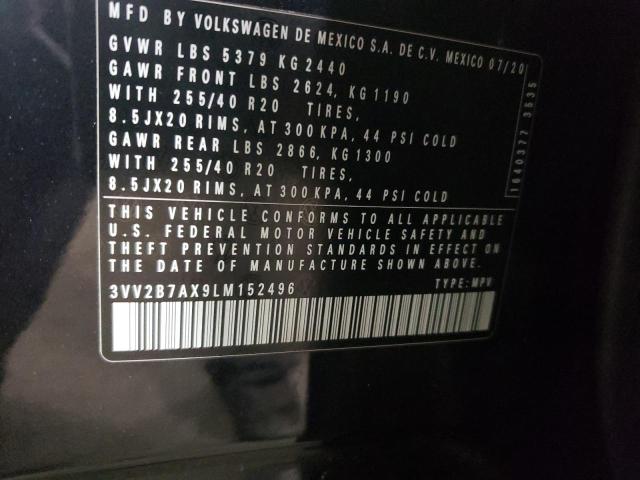 MFD BY VOLKSWAGEN DE MEXICO S.A. DE C.V. MEXICO 07/20
GVWR LBS 5379 KG 2440
GAWR FRONT LBS 2624, KG 1190
WITH 255/40 R20 TIRES,
8.5JX20 RIMS, AT 300 KPA, 44 PSI COLD
GAWR REAR LBS 2866, KG 1300
WITH 255/40 R20 TIRES,
8.5JX20 RIMS, AT 300 KPA, 44 PSI COLD
THIS VEHICLE CONFORMS TO ALL APPLICABLE
U.S. FEDERAL MOTOR VEHICLE SAFETY AND
THEFT PREVENTION STANDARDS IN EFFECT ON
THE DATE OF MANUFACTURE SHOWN ABOVE.
3VV2B7AX9LM152496 TYPE: MPV
1640377 3535